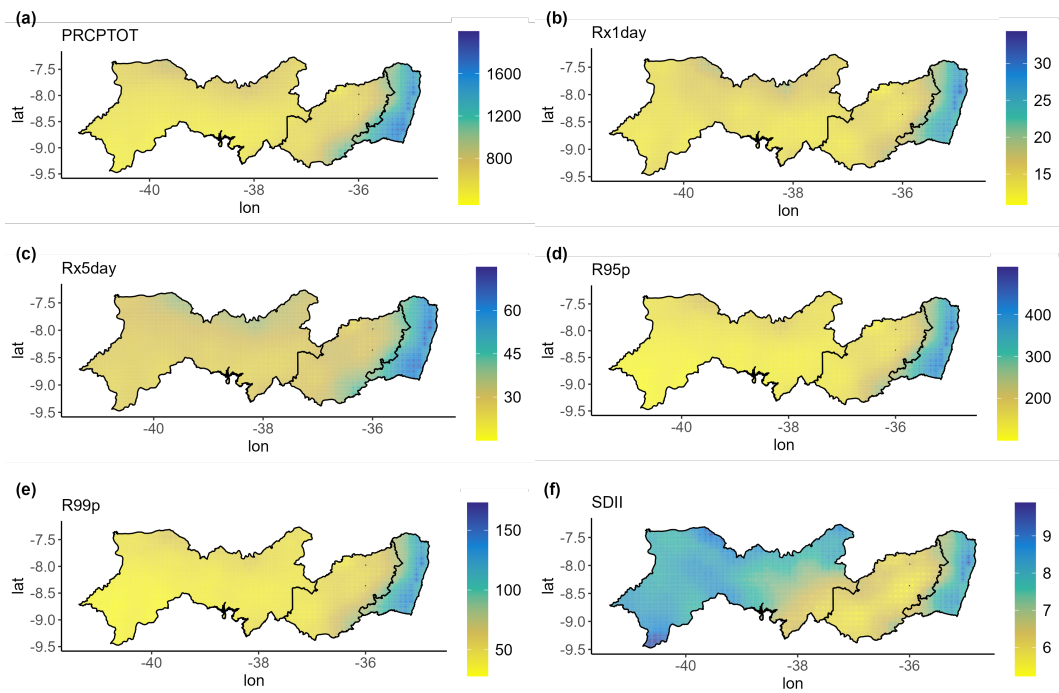 (a)
PRCPTOT
-7.5
-8.0
-8.5
-9.0
-9.5
lat
-40
-38
-36
lon
1600
1200
800
(b)
Rx1day
-7.5
-8.0
-8.5
-9.0
-9.5
lat
-40
-38
-36
lon
30
25
20
15
(c)
Rx5day
-7.5
-8.0
-8.5
-9.0
-9.5
lat
-40
-38
-36
lon
60
45
30
(d)
R95p
-7.5
-8.0
-8.5
-9.0
-9.5
lat
-40
-38
-36
lon
400
300
200
(e)
R99p
-7.5
-8.0
-8.5
-9.0
-9.5
lat
-40
-38
-36
lon
150
100
50
(f)
SDII
-7.5
-8.0
-8.5
-9.0
-9.5
lat
-40
-38
-36
lon
9
8
7
6